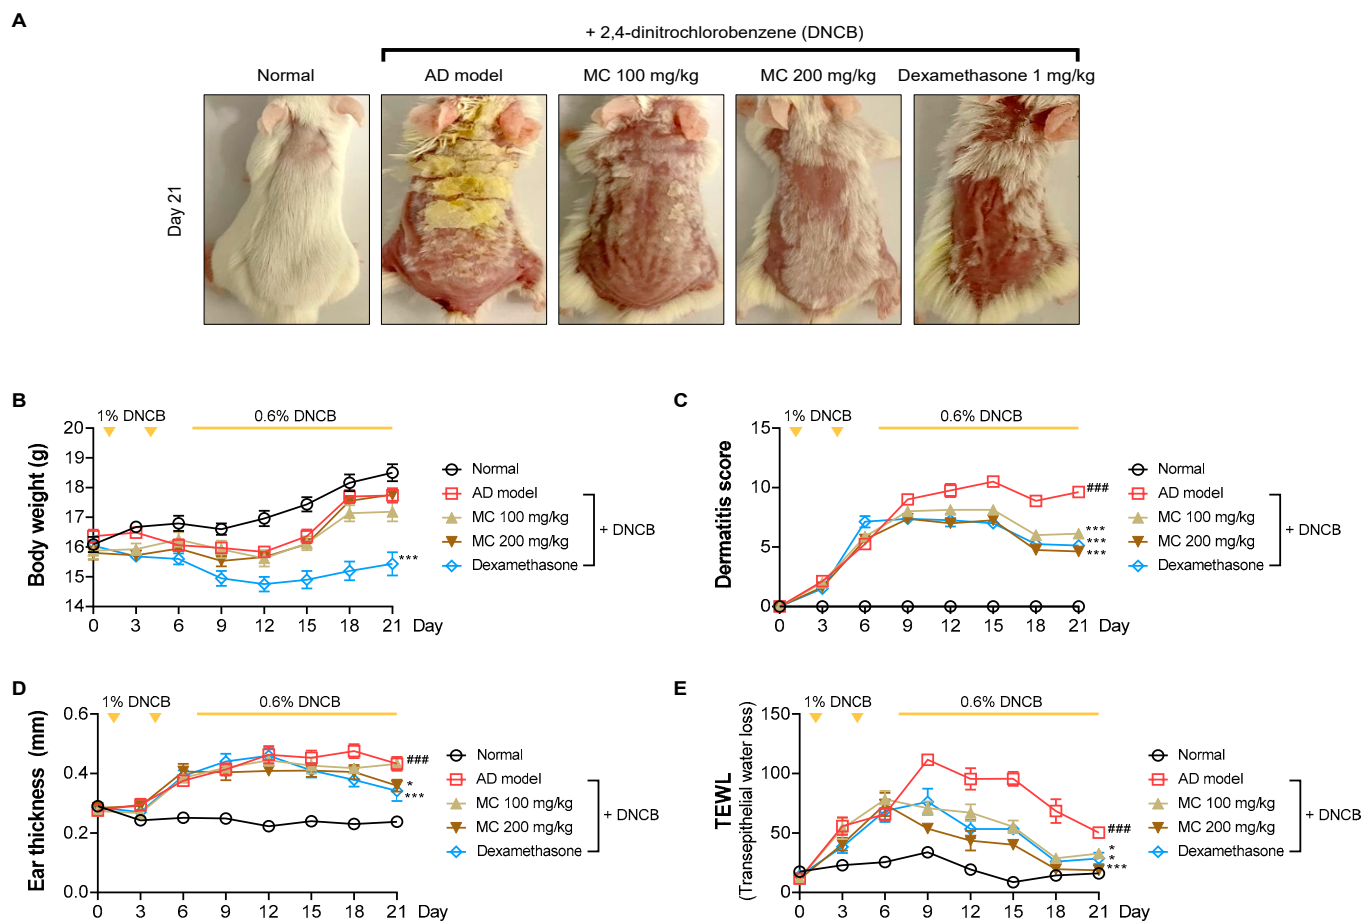 A
+ 2,4-dinitrochlorobenzene (DNCB)
Normal
AD model
MC 100 mg/kg
MC 200 mg/kg
Dexamethasone 1 mg/kg
Day 21
B
1% DNCB
0.6% DNCB
Body weight (g)
20
19
18
17
16
15
14
0 3 6 9 12 15 18 21 Day
***
Normal
AD model
MC 100 mg/kg
MC 200 mg/kg
Dexamethasone
+ DNCB
C
1% DNCB
0.6% DNCB
Dermatitis score
15
10
5
0
0 3 6 9 12 15 18 21 Day
###
***
***
***
Normal
AD model
MC 100 mg/kg
MC 200 mg/kg
Dexamethasone
+ DNCB
D
1% DNCB
0.6% DNCB
Ear thickness (mm)
0.6
0.4
0.2
0.0
0 3 6 9 12 15 18 21 Day
###
*
***
Normal
AD model
MC 100 mg/kg
MC 200 mg/kg
Dexamethasone
+ DNCB
E
1% DNCB
0.6% DNCB
TEWL
(Transepithelial water loss)
150
100
50
0
0 3 6 9 12 15 18 21 Day
###
*
*
***
Normal
AD model
MC 100 mg/kg
MC 200 mg/kg
Dexamethasone
+ DNCB